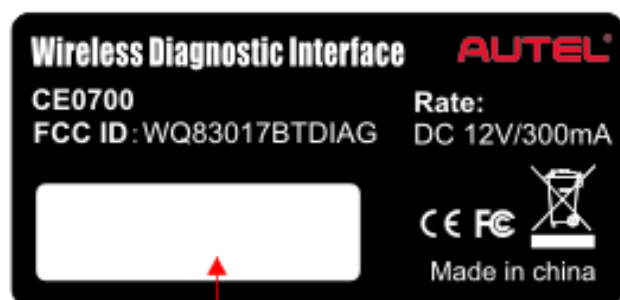 Wireless Diagnostic Interface
AUTEL
CE0700
FCC ID:WQ83017BTDIAG
Rate:
DC 12V/300mA
CE FC
Made in china